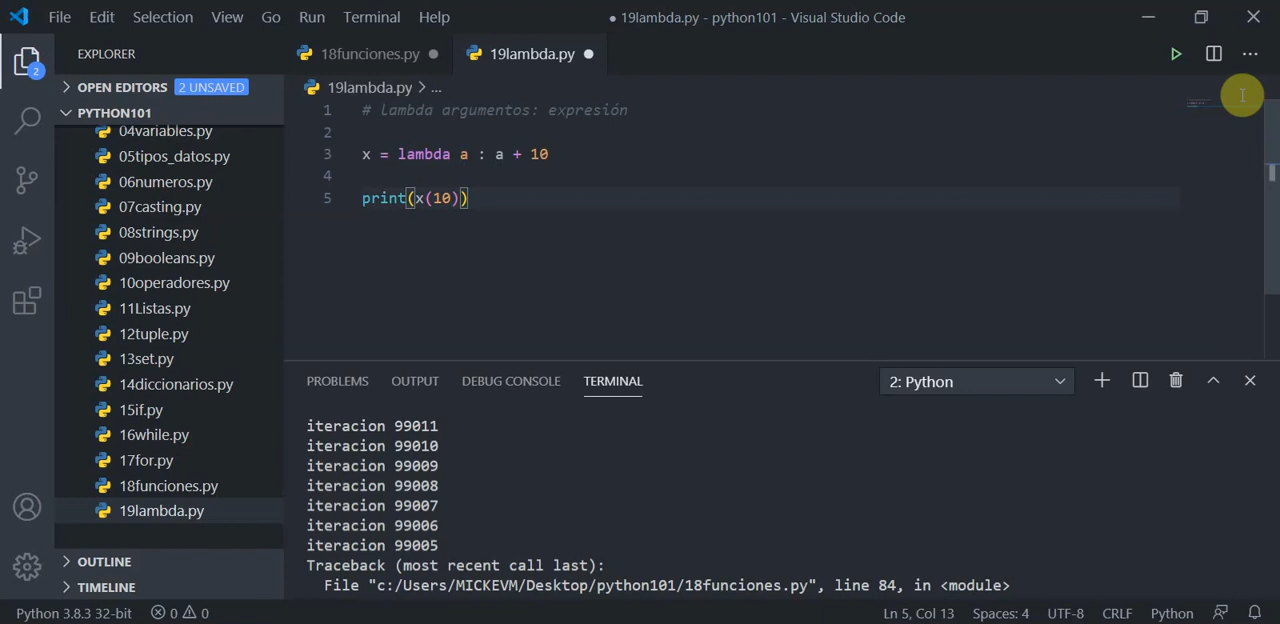 File Edit Selection View Go Run Terminal Help
● 19lambda.py - python101 - Visual Studio Code
2
EXPLORER
OPEN EDITORS 2 UNSAVED
PYTHON101
04variables.py
05tipos_datos.py
06numeros.py
07casting.py
08strings.py
09booleans.py
10operadores.py
11Listas.py
12tuple.py
13set.py
14diccionarios.py
15if.py
16while.py
17for.py
18funciones.py
19lambda.py
OUTLINE
TIMELINE
18funciones.py ● 19lambda.py ●
19lambda.py > ...
1 # lambda argumentos: expresión
2
3 x = lambda a : a + 10
4
5 print(x(10))
PROBLEMS OUTPUT DEBUG CONSOLE TERMINAL 2: Python
iteracion 99011
iteracion 99010
iteracion 99009
iteracion 99008
iteracion 99007
iteracion 99006
iteracion 99005
Traceback (most recent call last):
File "c:/Users/MICKEVM/Desktop/python101/18funciones.py", line 84, in <module>
Python 3.8.3 32-bit 0 0 Ln 5, Col 13 Spaces: 4 UTF-8 CRLF Python